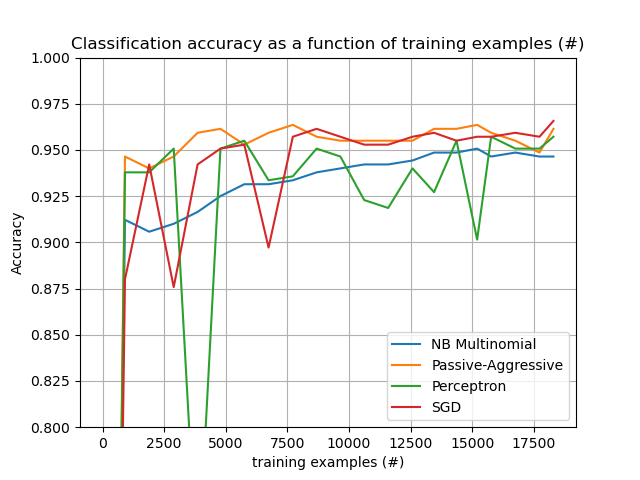 Classification accuracy as a function of training examples (#)
1.000
0.975
0.950
0.925
0.900
0.875
0.850
0.825
0.800
Accuracy
NB Multinomial
Passive-Aggressive
Perceptron
SGD
0 2500 5000 7500 10000 12500 15000 17500
training examples (#)